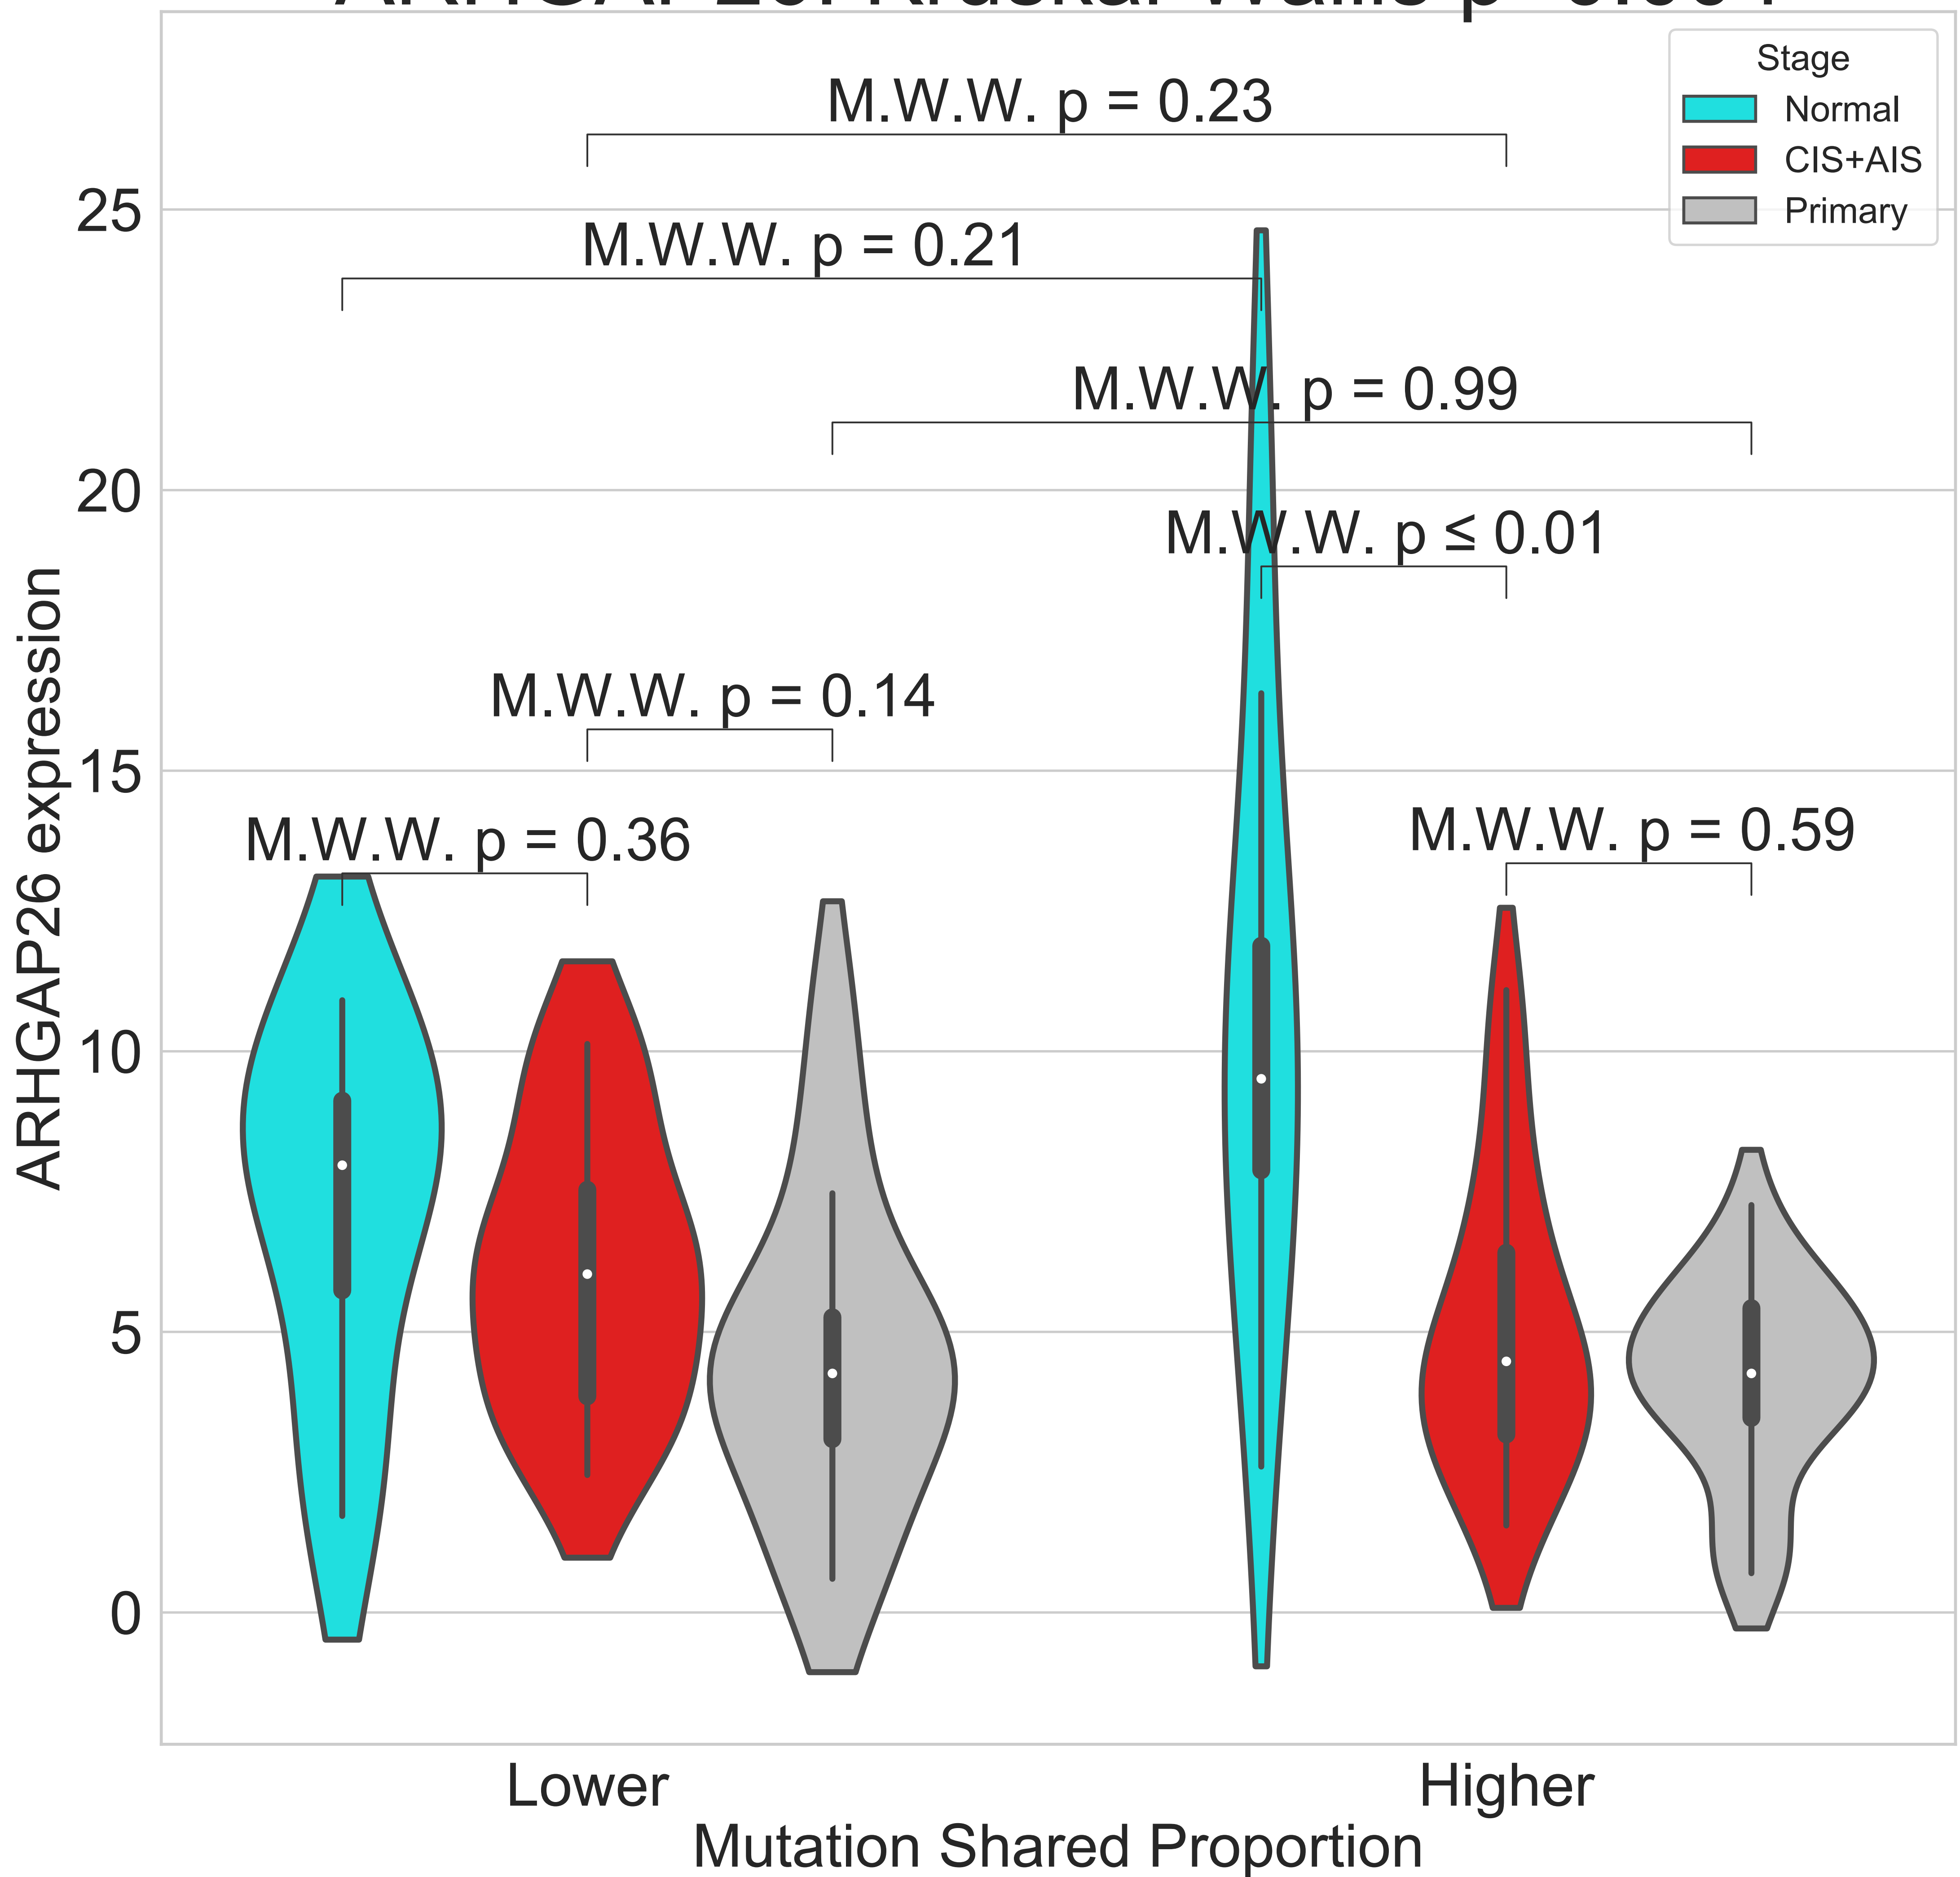 Stage
Normal
CIS+AIS
Primary
M.W.W. p = 0.23
M.W.W. p = 0.21
M.W.W. p = 0.99
M.W.W. p ≤ 0.01
M.W.W. p = 0.14
M.W.W. p = 0.36
M.W.W. p = 0.59
25
20
15
10
5
0
ARHGAP26 expression
Lower
Higher
Mutation Shared Proportion